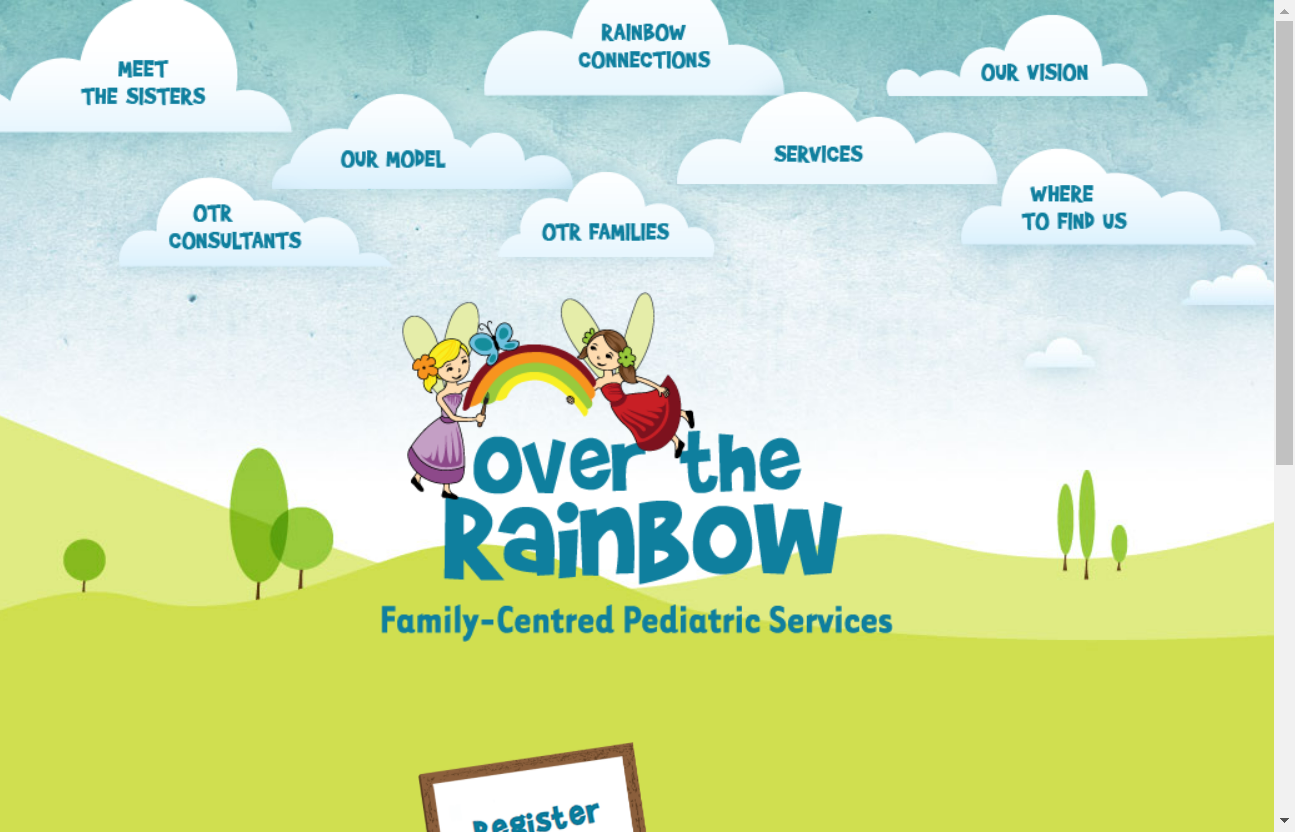 RAINBOW
CONNECTIONS
MEET
THE SISTERS
OUR VISION
OUR MODEL
SERVICES
WHERE
TO FIND US
OTR
CONSULTANTS
OTR FAMILIES
Over the
RainBOW
Family-Centred Pediatric Services
Register